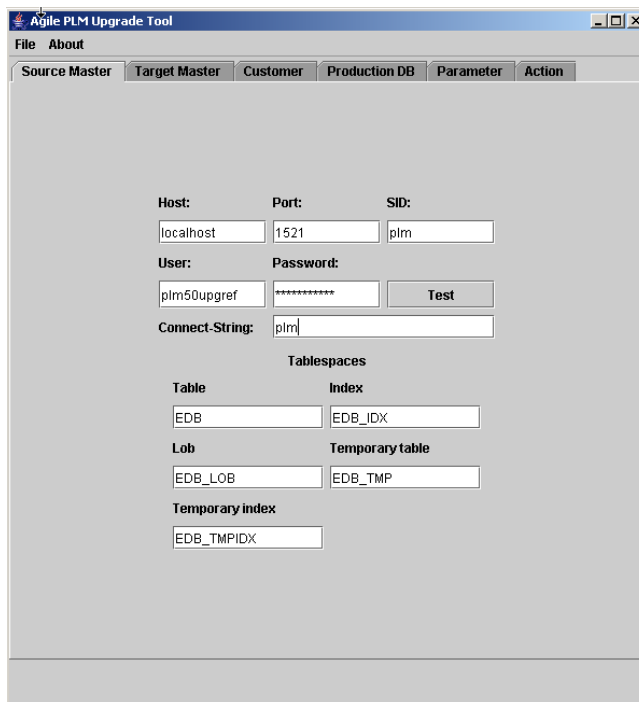 Agile PLM Upgrade Tool
File About
Source Master Target Master Customer Production DB Parameter Action
Host: Port: SID:
localhost 1521 plm
User: Password:
plm50upgref *********** Test
Connect-String: plm
Tablespaces
Table Index
EDB EDB_IDX
Lob Temporary table
EDB_LOB EDB_TMP
Temporary index
EDB_TMPIDX